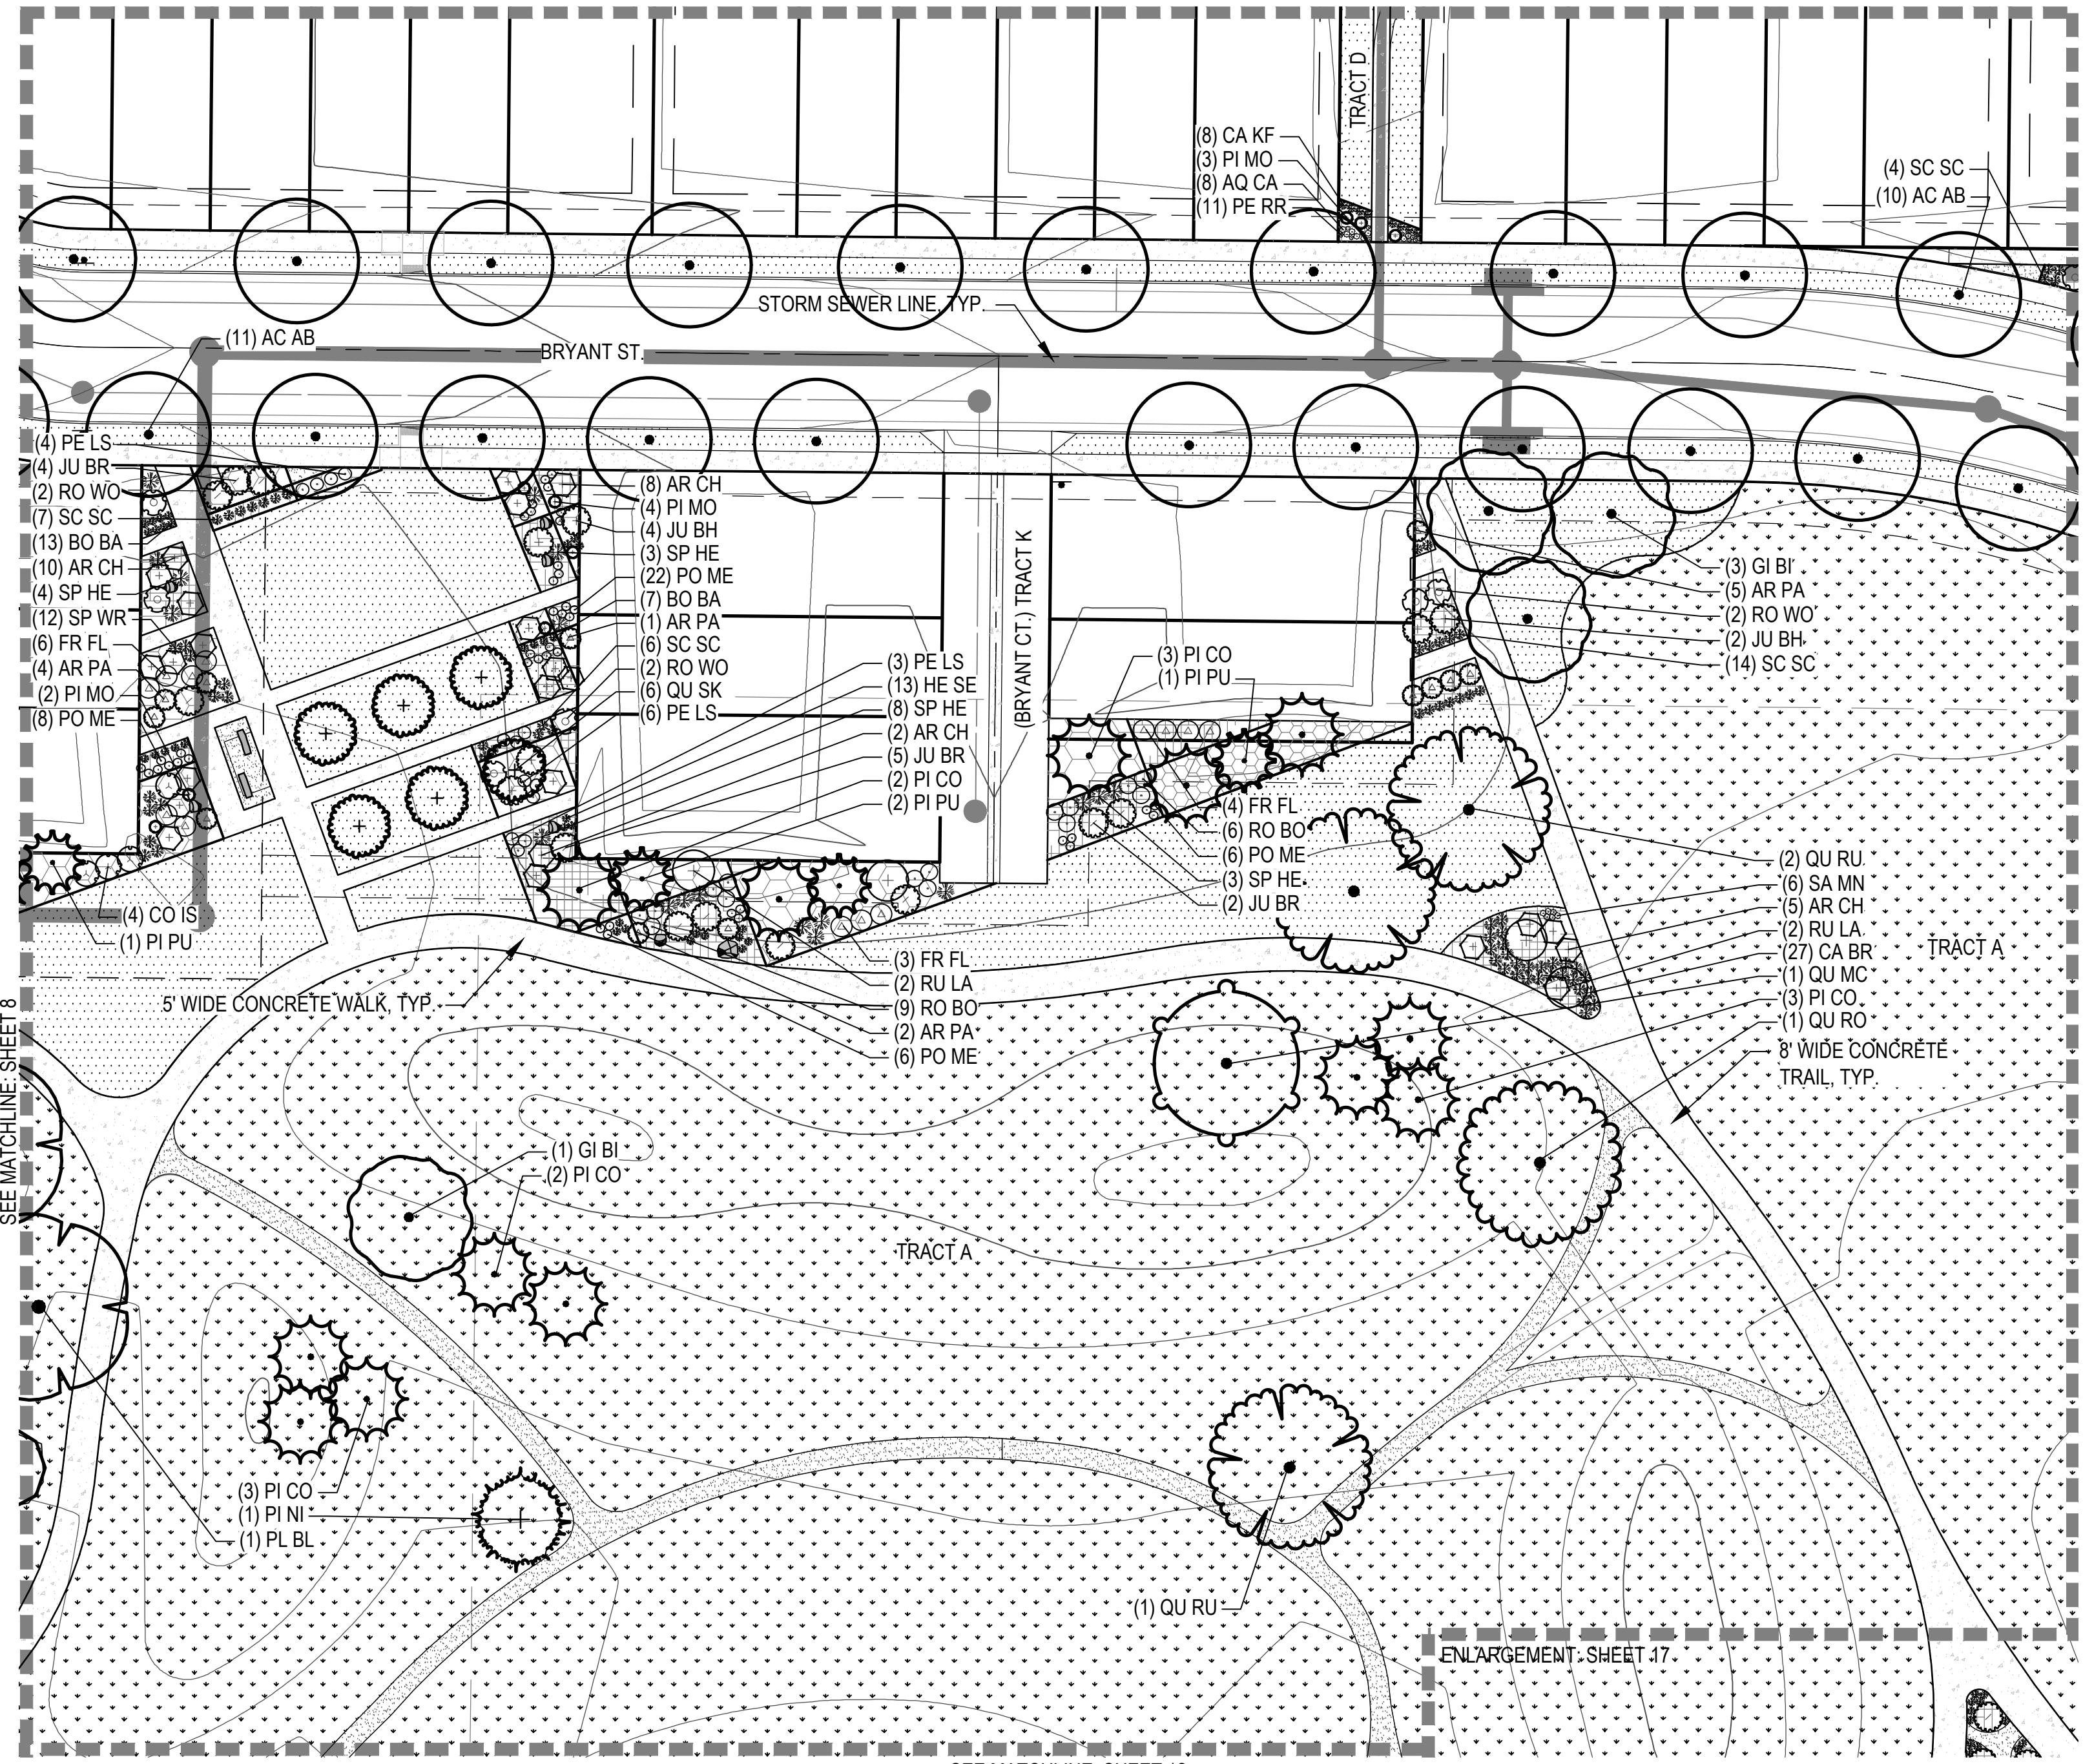 TRACT D
(8) CA KF
(3) PI MO
(8) AQ CA
(11) PE RR
(4) SC SC
(10) AC AB
STORM SEWER LINE, TYP.
(11) AC AB
BRYANT ST.
(4) PE LS
(4) JU BR
(2) RO WO
(7) SC SC
(13) BO BA
(10) AR CH
(4) SP HE
(12) SP WR
(6) FR FL
(4) AR PA
(2) PI MO
(8) PO ME
(8) AR CH
(4) PI MO
(4) JU BH
(3) SP HE
(22) PO ME
(7) BO BA
(1) AR PA
(6) SC SC
(2) RO WO
(6) QU SK
(6) PE LS
(3) PE LS
(13) HE SE
(8) SP HE
(2) AR CH
(5) JU BR
(2) PI CO
(2) PI PU
(BRYANT CT.) TRACT K
(3) PI CO
(1) PI PU
(3) GI BI
(5) AR PA
(2) RO WO
(2) JU BH
(14) SC SC
(4) FR FL
(6) RO BO
(6) PO ME
(3) SP HE
(2) JU BR
(2) QU RU
(6) SA MN
(5) AR CH
(2) RU LA
(27) CA BR
(1) QU MC
(3) PI CO
(1) QU RO
8' WIDE CONCRETE
TRAIL, TYP.
TRACT A
(4) CO IS
(1) PI PU
5' WIDE CONCRETE WALK, TYP.
(3) FR FL
(2) RU LA
(9) RO BO
(2) AR PA
(6) PO ME
SEE MATCHLINE: SHEET 8
(1) GI BI
(2) PI CO
TRACT A
(3) PI CO
(1) PI NI
(1) PL BL
(1) QU RU
ENLARGEMENT: SHEET 17